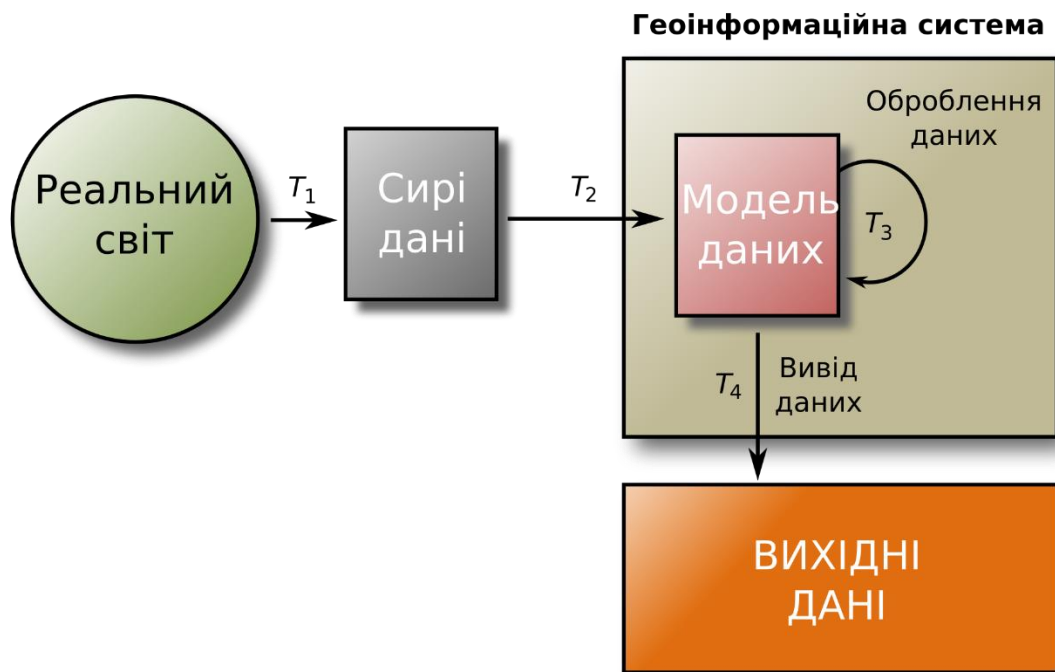 Геоінформаційна система
Реальний
світ
T1
Сирі
дані
T2
Модель
даних
Оброблення
даних
T3
T4
Вивід
даних
ВИХІДНІ
ДАНІ